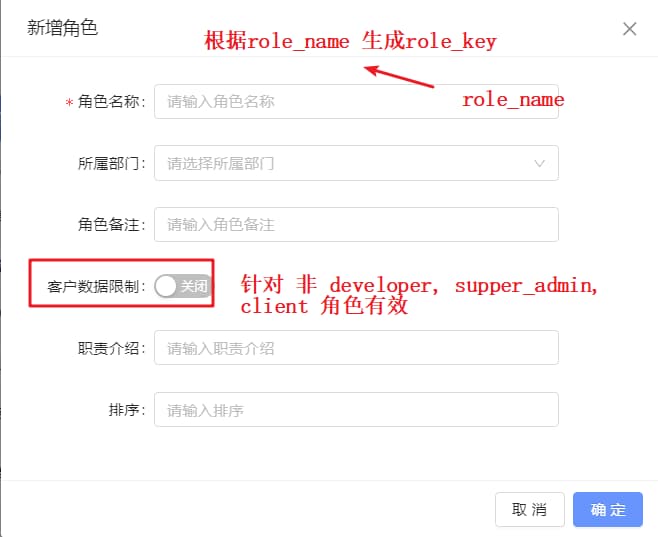 新增角色
根据role_name 生成role_key
* 角色名称: 请输入角色名称
role_name
所属部门: 请选择所属部门
角色备注: 请输入角色备注
客户数据限制: 关闭
针对 非 developer, supper_admin,
client 角色有效
职责介绍: 请输入职责介绍
排序: 请输入排序
取 消
确 定